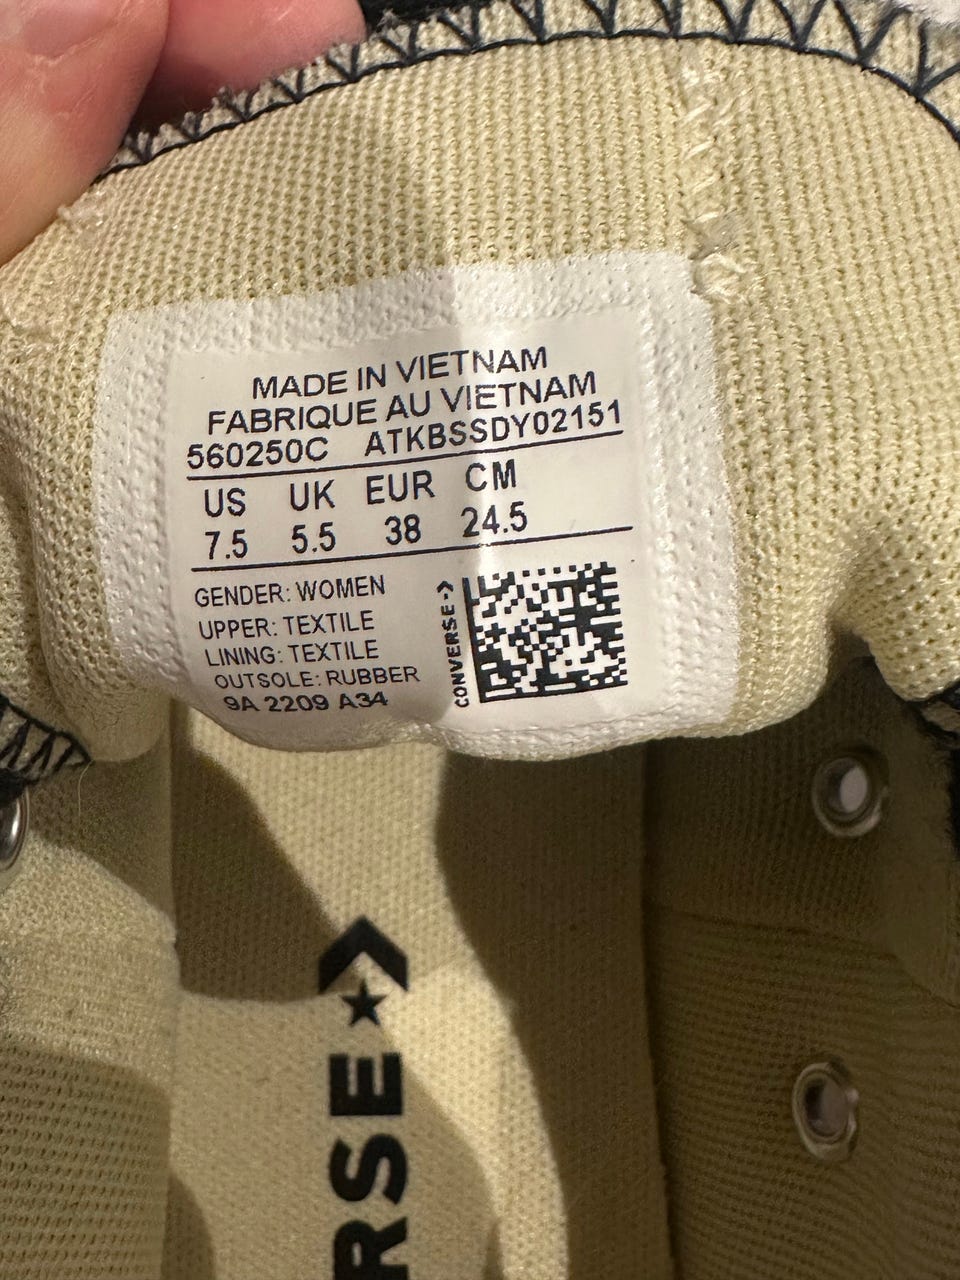 MADE IN VIETNAM
FABRIQUE AU VIETNAM
560250C ATKBSSDY02151
US UK EUR CM
7.5 5.5 38 24.5
GENDER: WOMEN
UPPER: TEXTILE
LINING: TEXTILE
OUTSOLE: RUBBER
9A 2209 A34
CONVERSE
ERSE